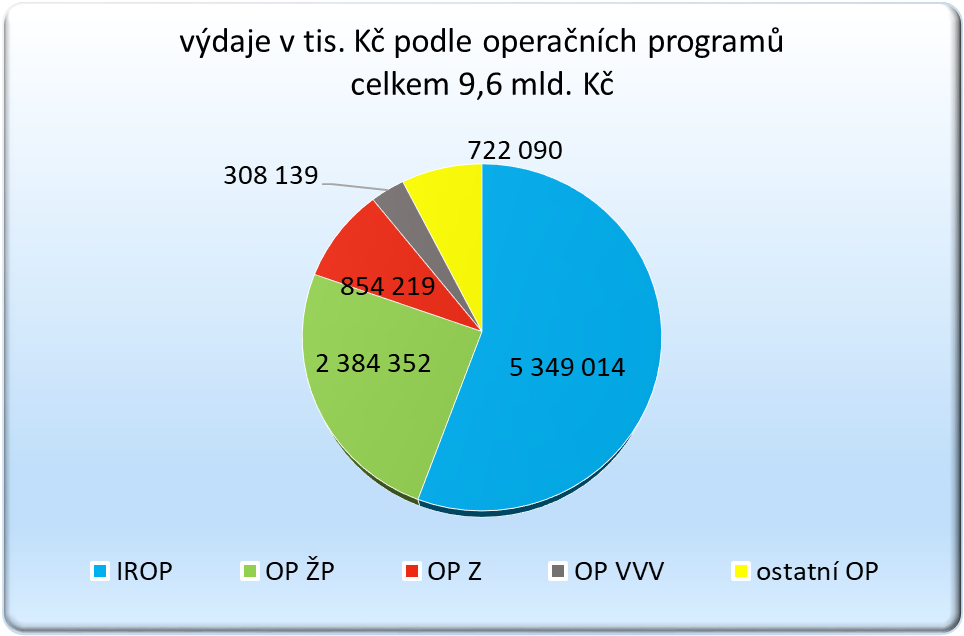 výdaje v tis. Kč podle operačních programů
celkem 9,6 mld. Kč
722 090
308 139
854 219
2 384 352
5 349 014
IROP
OP ŽP
OP Z
OP VVV
ostatní OP